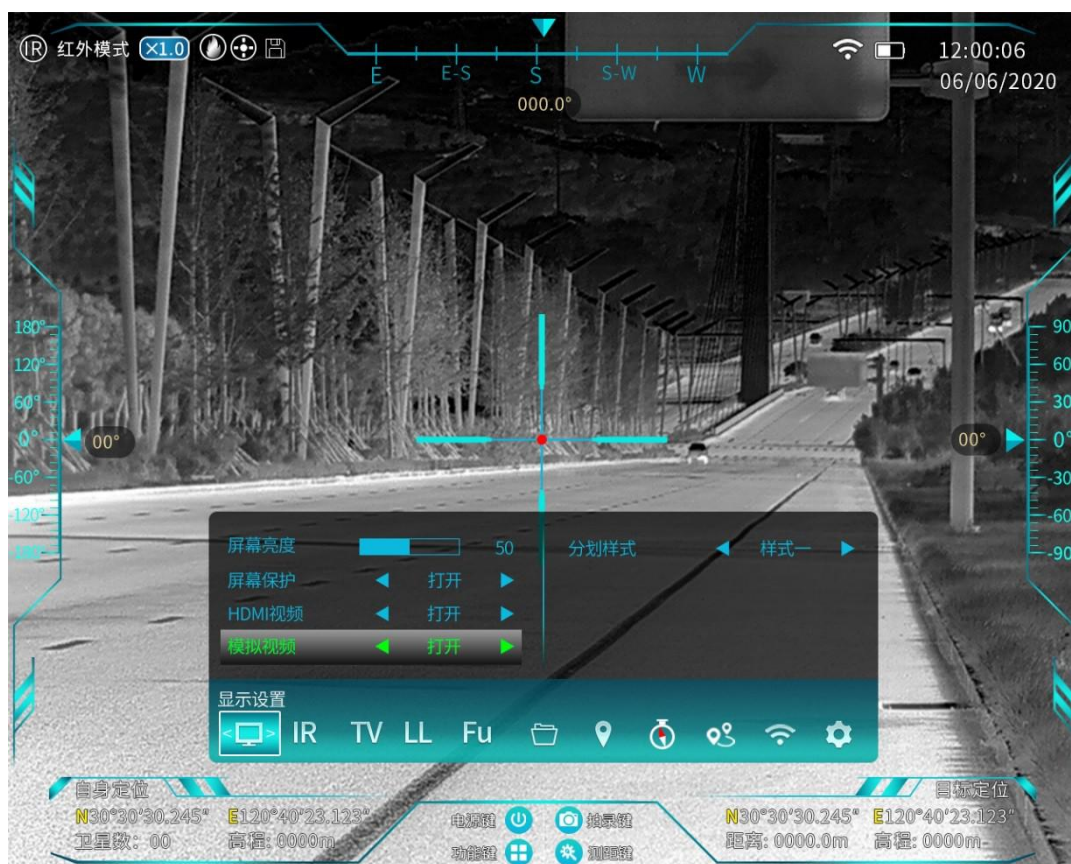 IR 红外模式 ×1.0 12:00:06
06/06/2020
E E-S S S-W W
000.0°
180° 90
120° 60
60° 30
0° 00° 00° 0°
-60° -30
-120° -60
-180° -90
屏幕亮度 50 分划样式 样式一
屏幕保护 打开
HDMI视频 打开
模拟视频 打开
显示设置
IR TV LL Fu
自身定位 目标定位
N30°30'30.245" E120°40'23.123" 电源键 拍录键 N30°30'30.245" E120°40'23.123"
卫星数: 00 高程: 0000m 功能键 测距键 距离: 0000.0m 高程: 0000m